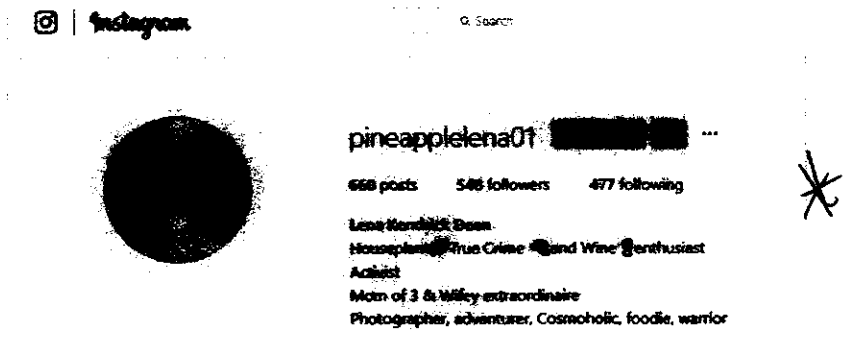 Instagram
Search
pineapplelena01
668 posts 548 followers 477 following
Lena Kendrick Dean
Houseplant True Crime and Wine enthusiast
Activist
Mom of 3 & Wifey extraordinaire
Photographer, adventurer, Cosmoholic, foodie, warrior